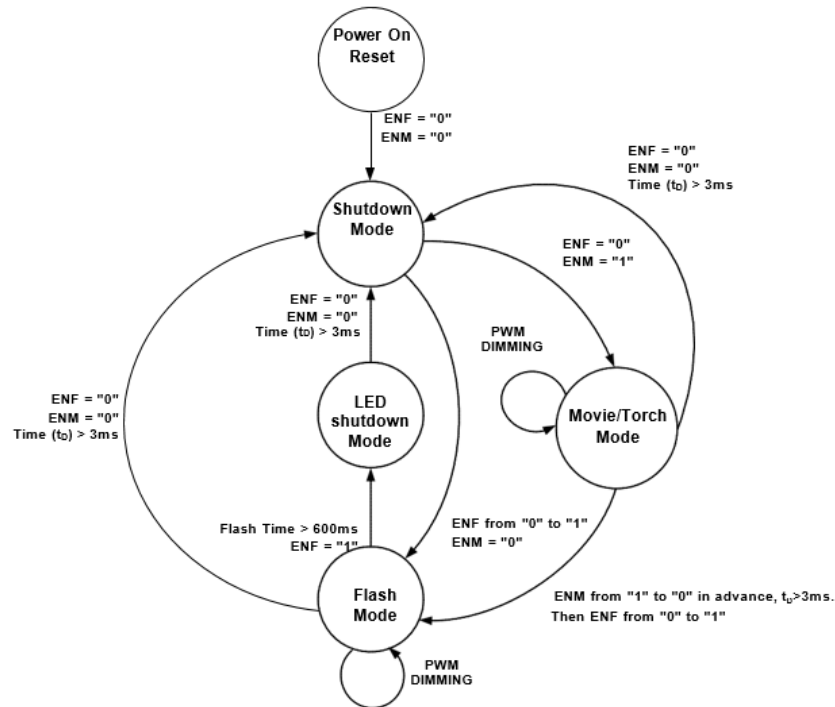 Power On
Reset
ENF = "0"
ENM = "0"
ENF = "0"
ENM = "0"
Time (tD) > 3ms
Shutdown
Mode
ENF = "0"
ENM = "1"
ENF = "0"
ENM = "0"
Time (tD) > 3ms
PWM
DIMMING
LED
shutdown
Mode
Movie/Torch
Mode
ENF = "0"
ENM = "0"
Time (tD) > 3ms
Flash Time > 600ms
ENF = "1"
ENF from "0" to "1"
ENM = "0"
Flash
Mode
ENM from "1" to "0" in advance, tD>3ms.
Then ENF from "0" to "1"
PWM
DIMMING